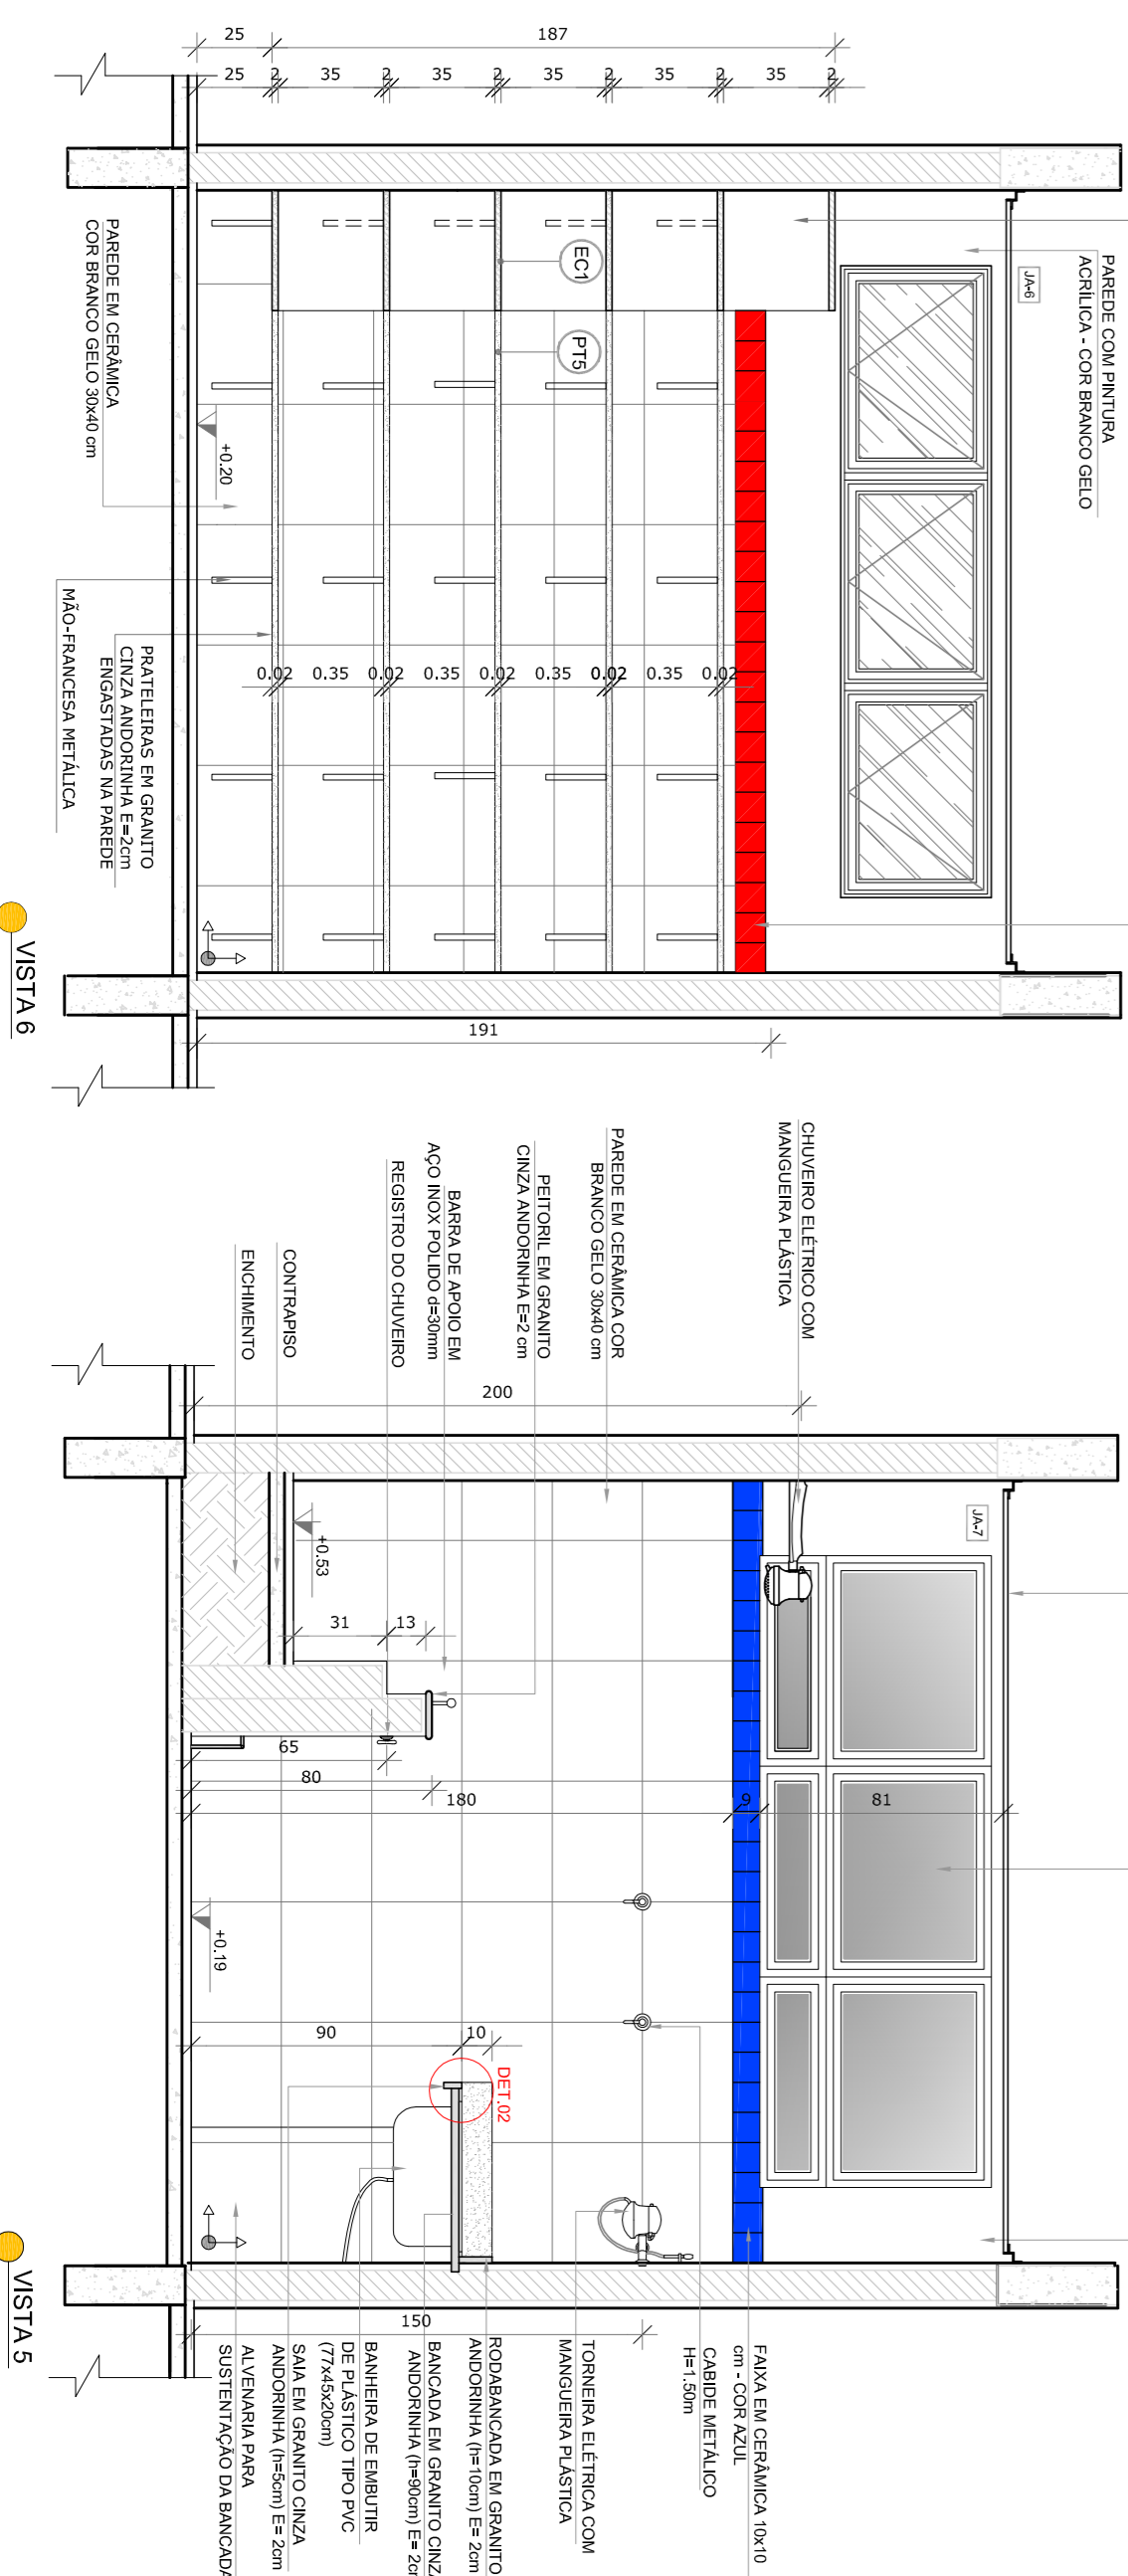 PAREDE COM PINTURA
ACRÍLICA - COR BRANCO GELO
JA-6
25
187
25
2
35
2
35
2
35
2
35
2
35
2
EC1
PT5
+0.20
0.02
0.35
0.02
0.35
0.02
0.35
0.02
0.02
0.35
0.02
191
PAREDE EM CERÂMICA
COR BRANCO GELO 30x40 cm
PRATELEIRAS EM GRANITO
CINZA ANDORINHA E=2cm
ENGASTADAS NA PAREDE
MÃO-FRANCESA METÁLICA
VISTA 6
CHUVEIRO ELÉTRICO COM
MANGUEIRA PLÁSTICA
PAREDE EM CERÂMICA COR
BRANCO GELO 30x40 cm
PEITORIL EM GRANITO
CINZA ANDORINHA E=2 cm
BARRA DE APOIO EM
AÇO INOX POLIDO d=30mm
REGISTRO DO CHUVEIRO
CONTRAPISO
ENCHIMENTO
200
JA-7
+0.53
31
13
65
80
180
9
81
+0.19
90
10
DET.02
150
FAIXA EM CERÂMICA 10x10
cm - COR AZUL
CABIDE METÁLICO
H=1.50m
TORNEIRA ELÉTRICA COM
MANGUEIRA PLÁSTICA
RODABANCADA EM GRANITO
ANDORINHA (h=10cm) E= 2cm
BANCADA EM GRANITO CINZA
ANDORINHA (h=90cm) E= 2cm
BANHEIRA DE EMBUTIR
DE PLÁSTICO TIPO PVC
(77x45x20cm)
SAIA EM GRANITO CINZA
ANDORINHA (h=5cm) E= 2cm
ALVENARIA PARA
SUSTENTAÇÃO DA BANCADA
VISTA 5